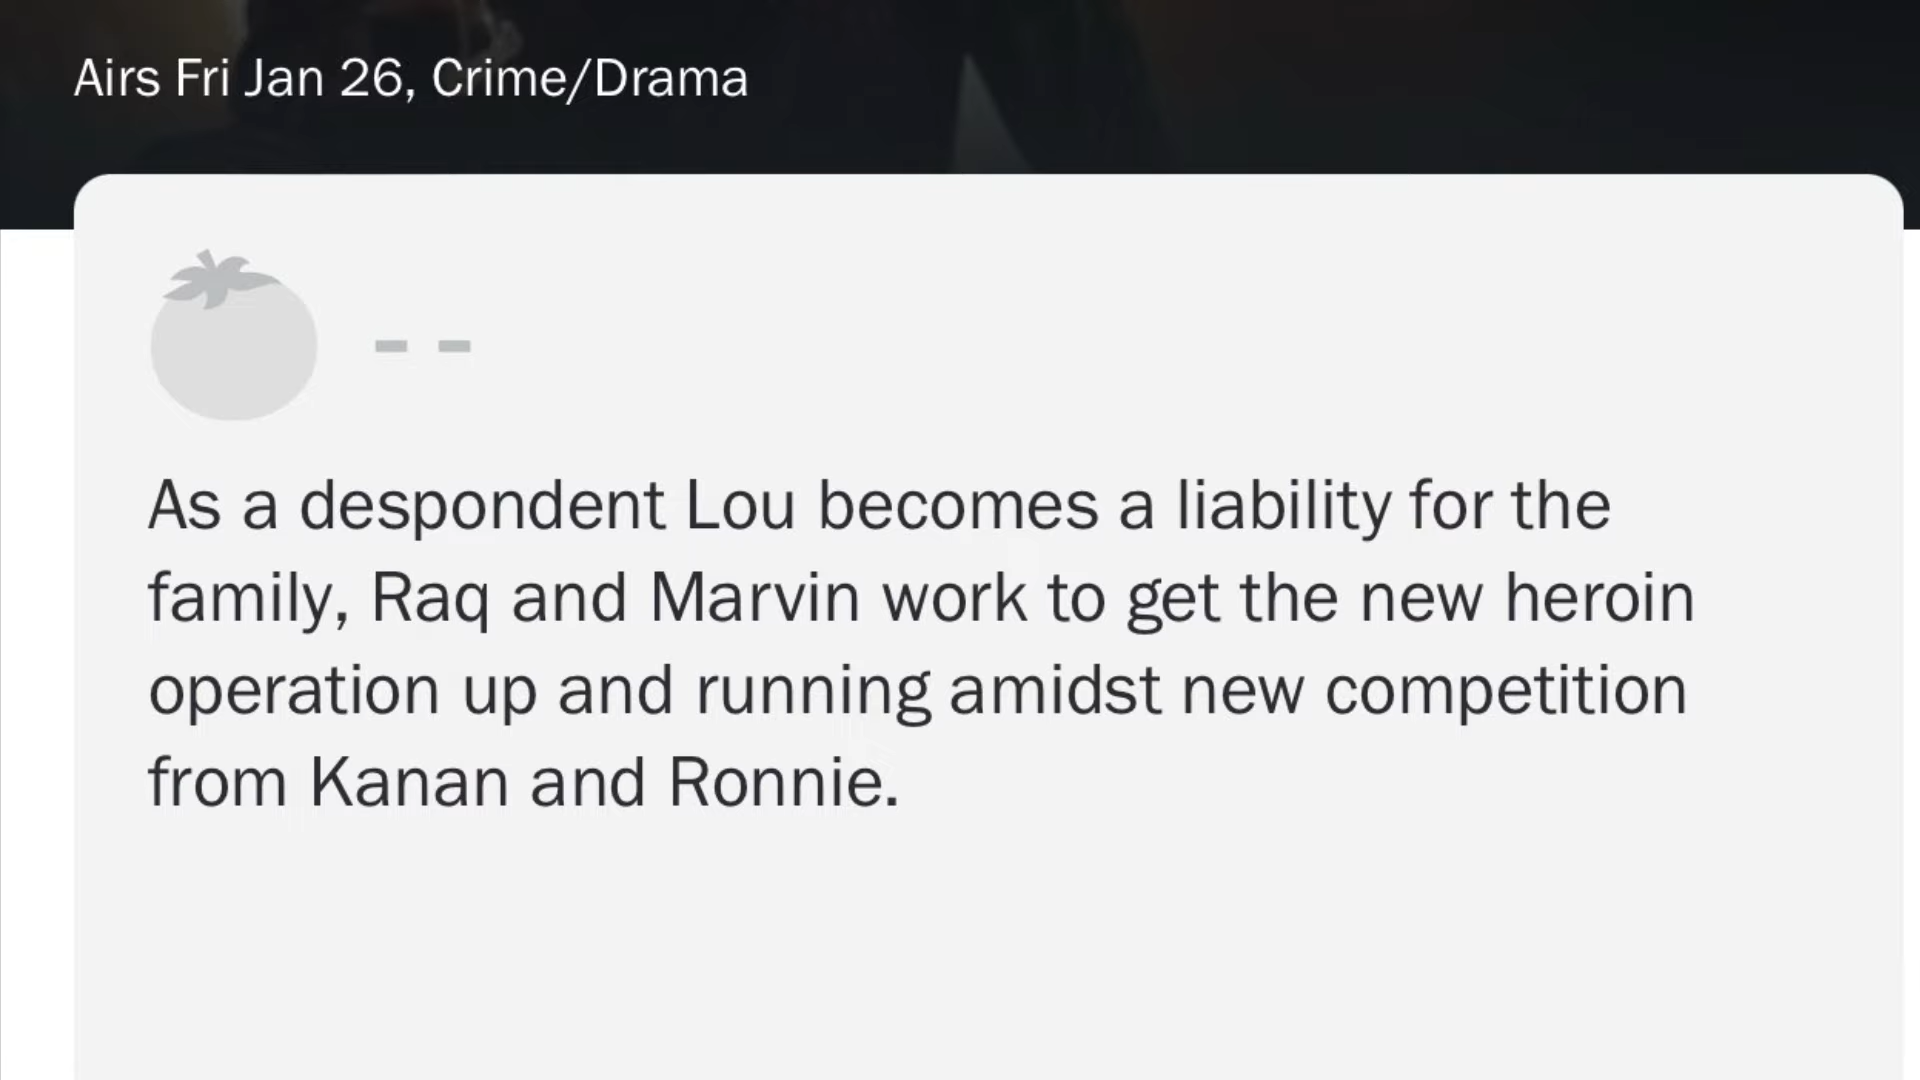 Airs Fri Jan 26, Crime/Drama
- -
As a despondent Lou becomes a liability for the
family, Raq and Marvin work to get the new heroin
operation up and running amidst new competition
from Kanan and Ronnie.